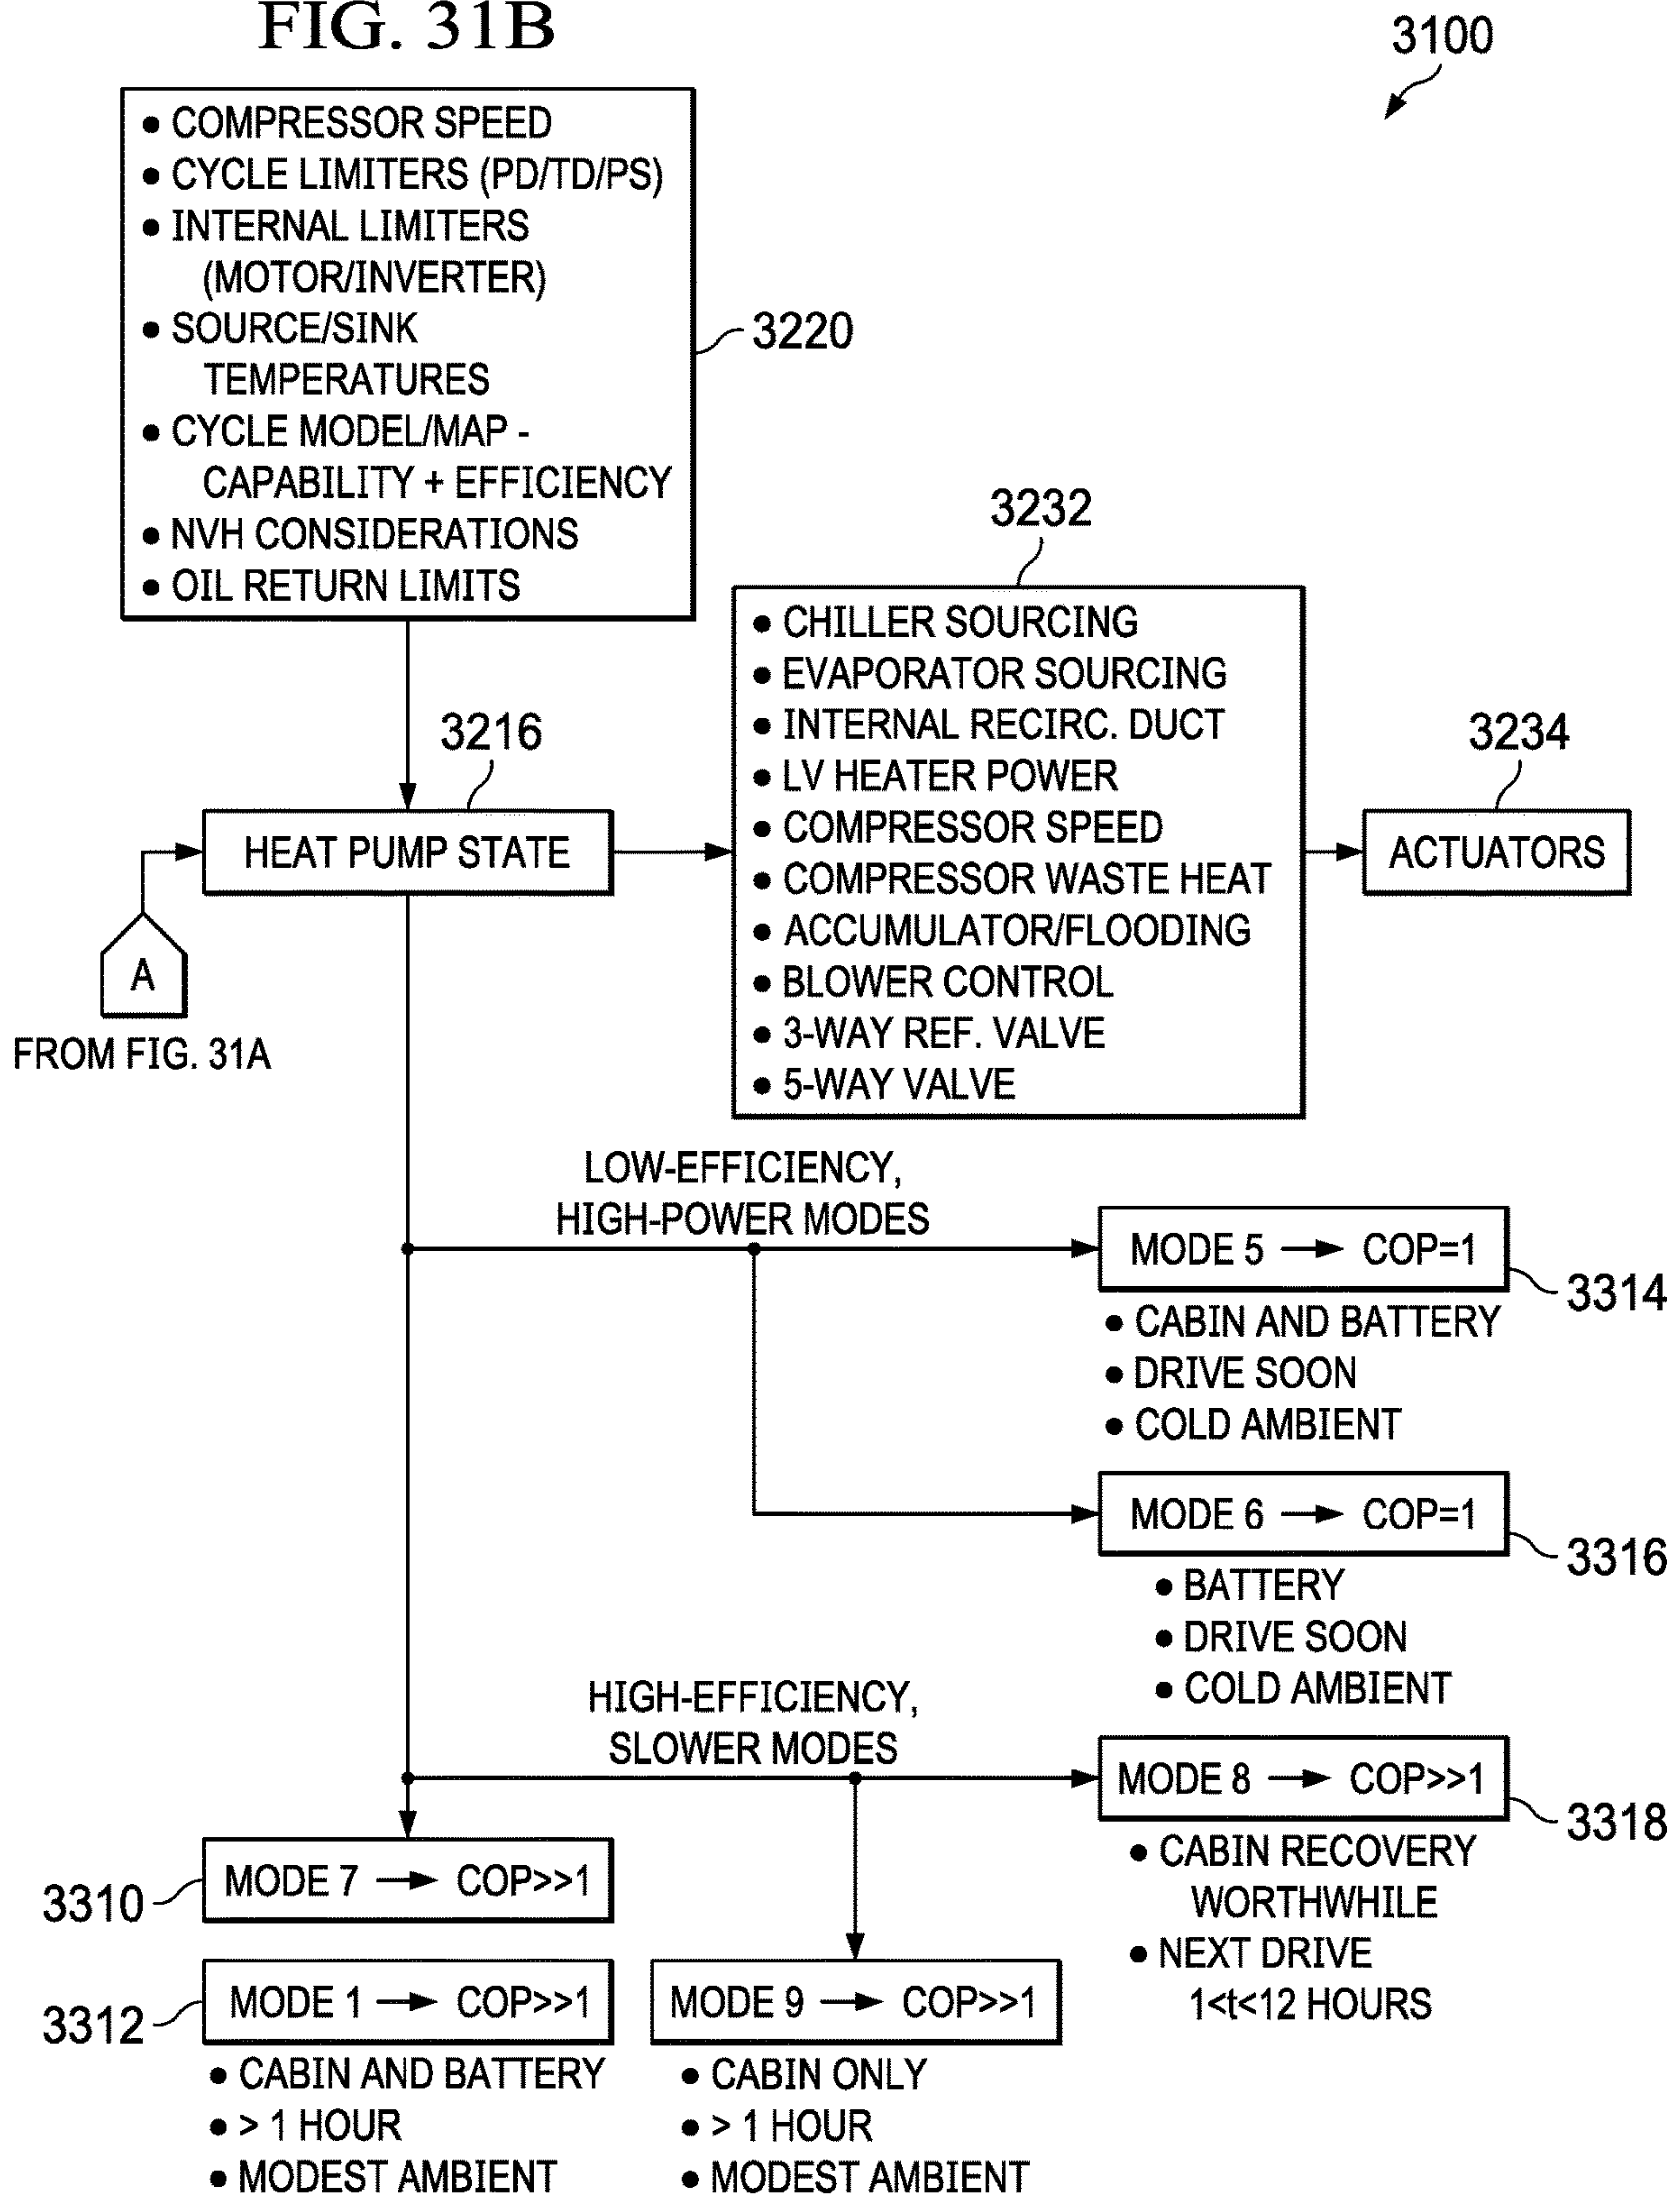 FIG. 31B
3100
• COMPRESSOR SPEED
• CYCLE LIMITERS (PD/TD/PS)
• INTERNAL LIMITERS
(MOTOR/INVERTER)
• SOURCE/SINK
TEMPERATURES
• CYCLE MODEL/MAP -
CAPABILITY + EFFICIENCY
• NVH CONSIDERATIONS
• OIL RETURN LIMITS
3220
3232
• CHILLER SOURCING
• EVAPORATOR SOURCING
• INTERNAL RECIRC. DUCT
• LV HEATER POWER
• COMPRESSOR SPEED
• COMPRESSOR WASTE HEAT
• ACCUMULATOR/FLOODING
• BLOWER CONTROL
• 3-WAY REF. VALVE
• 5-WAY VALVE
3216
HEAT PUMP STATE
3234
ACTUATORS
A
FROM FIG. 31A
LOW-EFFICIENCY,
HIGH-POWER MODES
MODE 5 → COP=1
3314
• CABIN AND BATTERY
• DRIVE SOON
• COLD AMBIENT
MODE 6 → COP=1
3316
• BATTERY
• DRIVE SOON
• COLD AMBIENT
HIGH-EFFICIENCY,
SLOWER MODES
MODE 8 → COP>>1
3318
• CABIN RECOVERY
WORTHWHILE
• NEXT DRIVE
1<t<12 HOURS
MODE 7 → COP>>1
3310
MODE 1 → COP>>1
3312
• CABIN AND BATTERY
• > 1 HOUR
• MODEST AMBIENT
MODE 9 → COP>>1
• CABIN ONLY
• > 1 HOUR
• MODEST AMBIENT